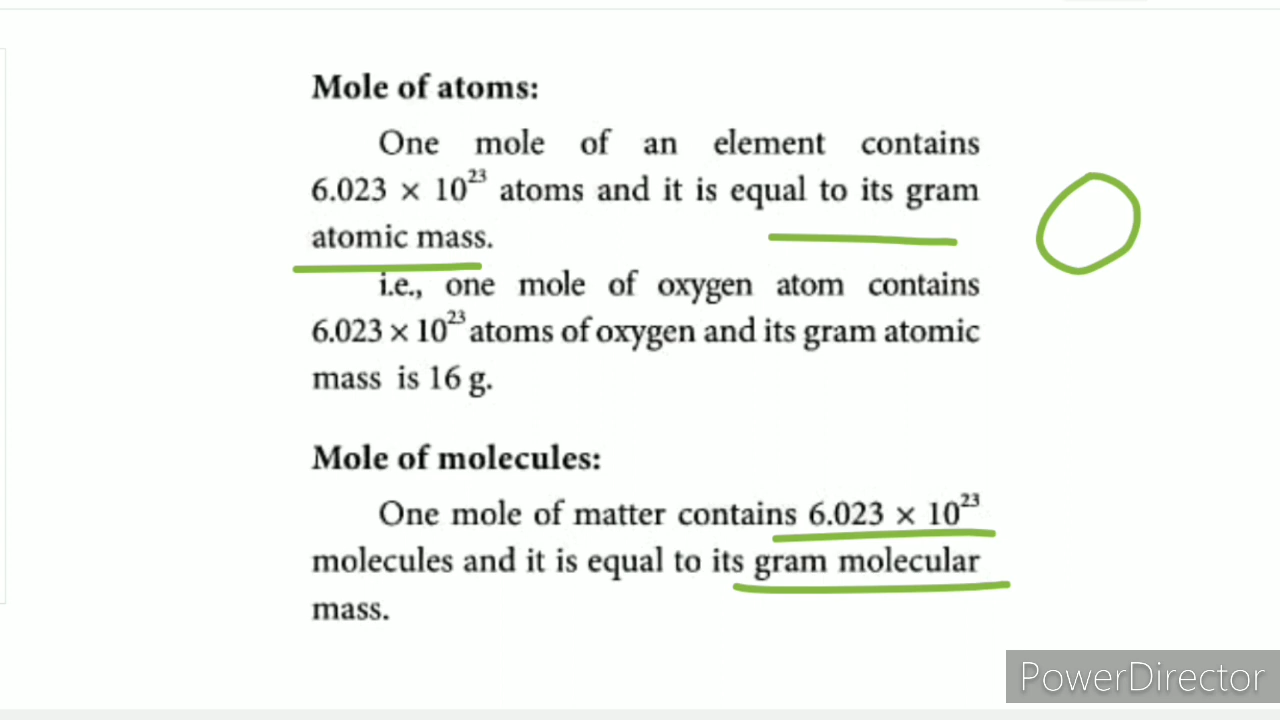 Mole of atoms:
One mole of an element contains
6.023 × 10²³ atoms and it is equal to its gram
atomic mass.
i.e., one mole of oxygen atom contains
6.023 × 10²³ atoms of oxygen and its gram atomic
mass is 16 g.
Mole of molecules:
One mole of matter contains 6.023 × 10²³
molecules and it is equal to its gram molecular
mass.
PowerDirector